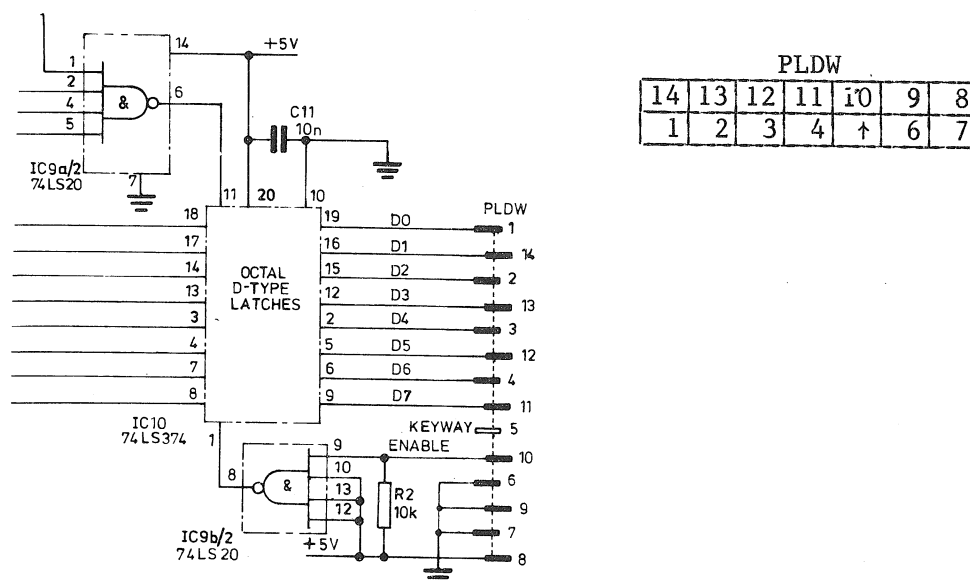 14
+5V
1
2
4
5
&
6
C11
10n
IC9a/2
74LS20
7
11
20
10
PLDW
14 13 12 11 10 9 8
1 2 3 4 ↑ 6 7
18
17
14
13
3
4
7
8
OCTAL
D-TYPE
LATCHES
19 D0
16 D1
15 D2
12 D3
2 D4
5 D5
6 D6
9 D7
PLDW
1
14
2
13
3
12
4
11
KEYWAY 5
10
6
9
7
8
IC10
74LS374
1
ENABLE
8
&
9
10
13
12
R2
10k
IC9b/2
74LS20
+5V